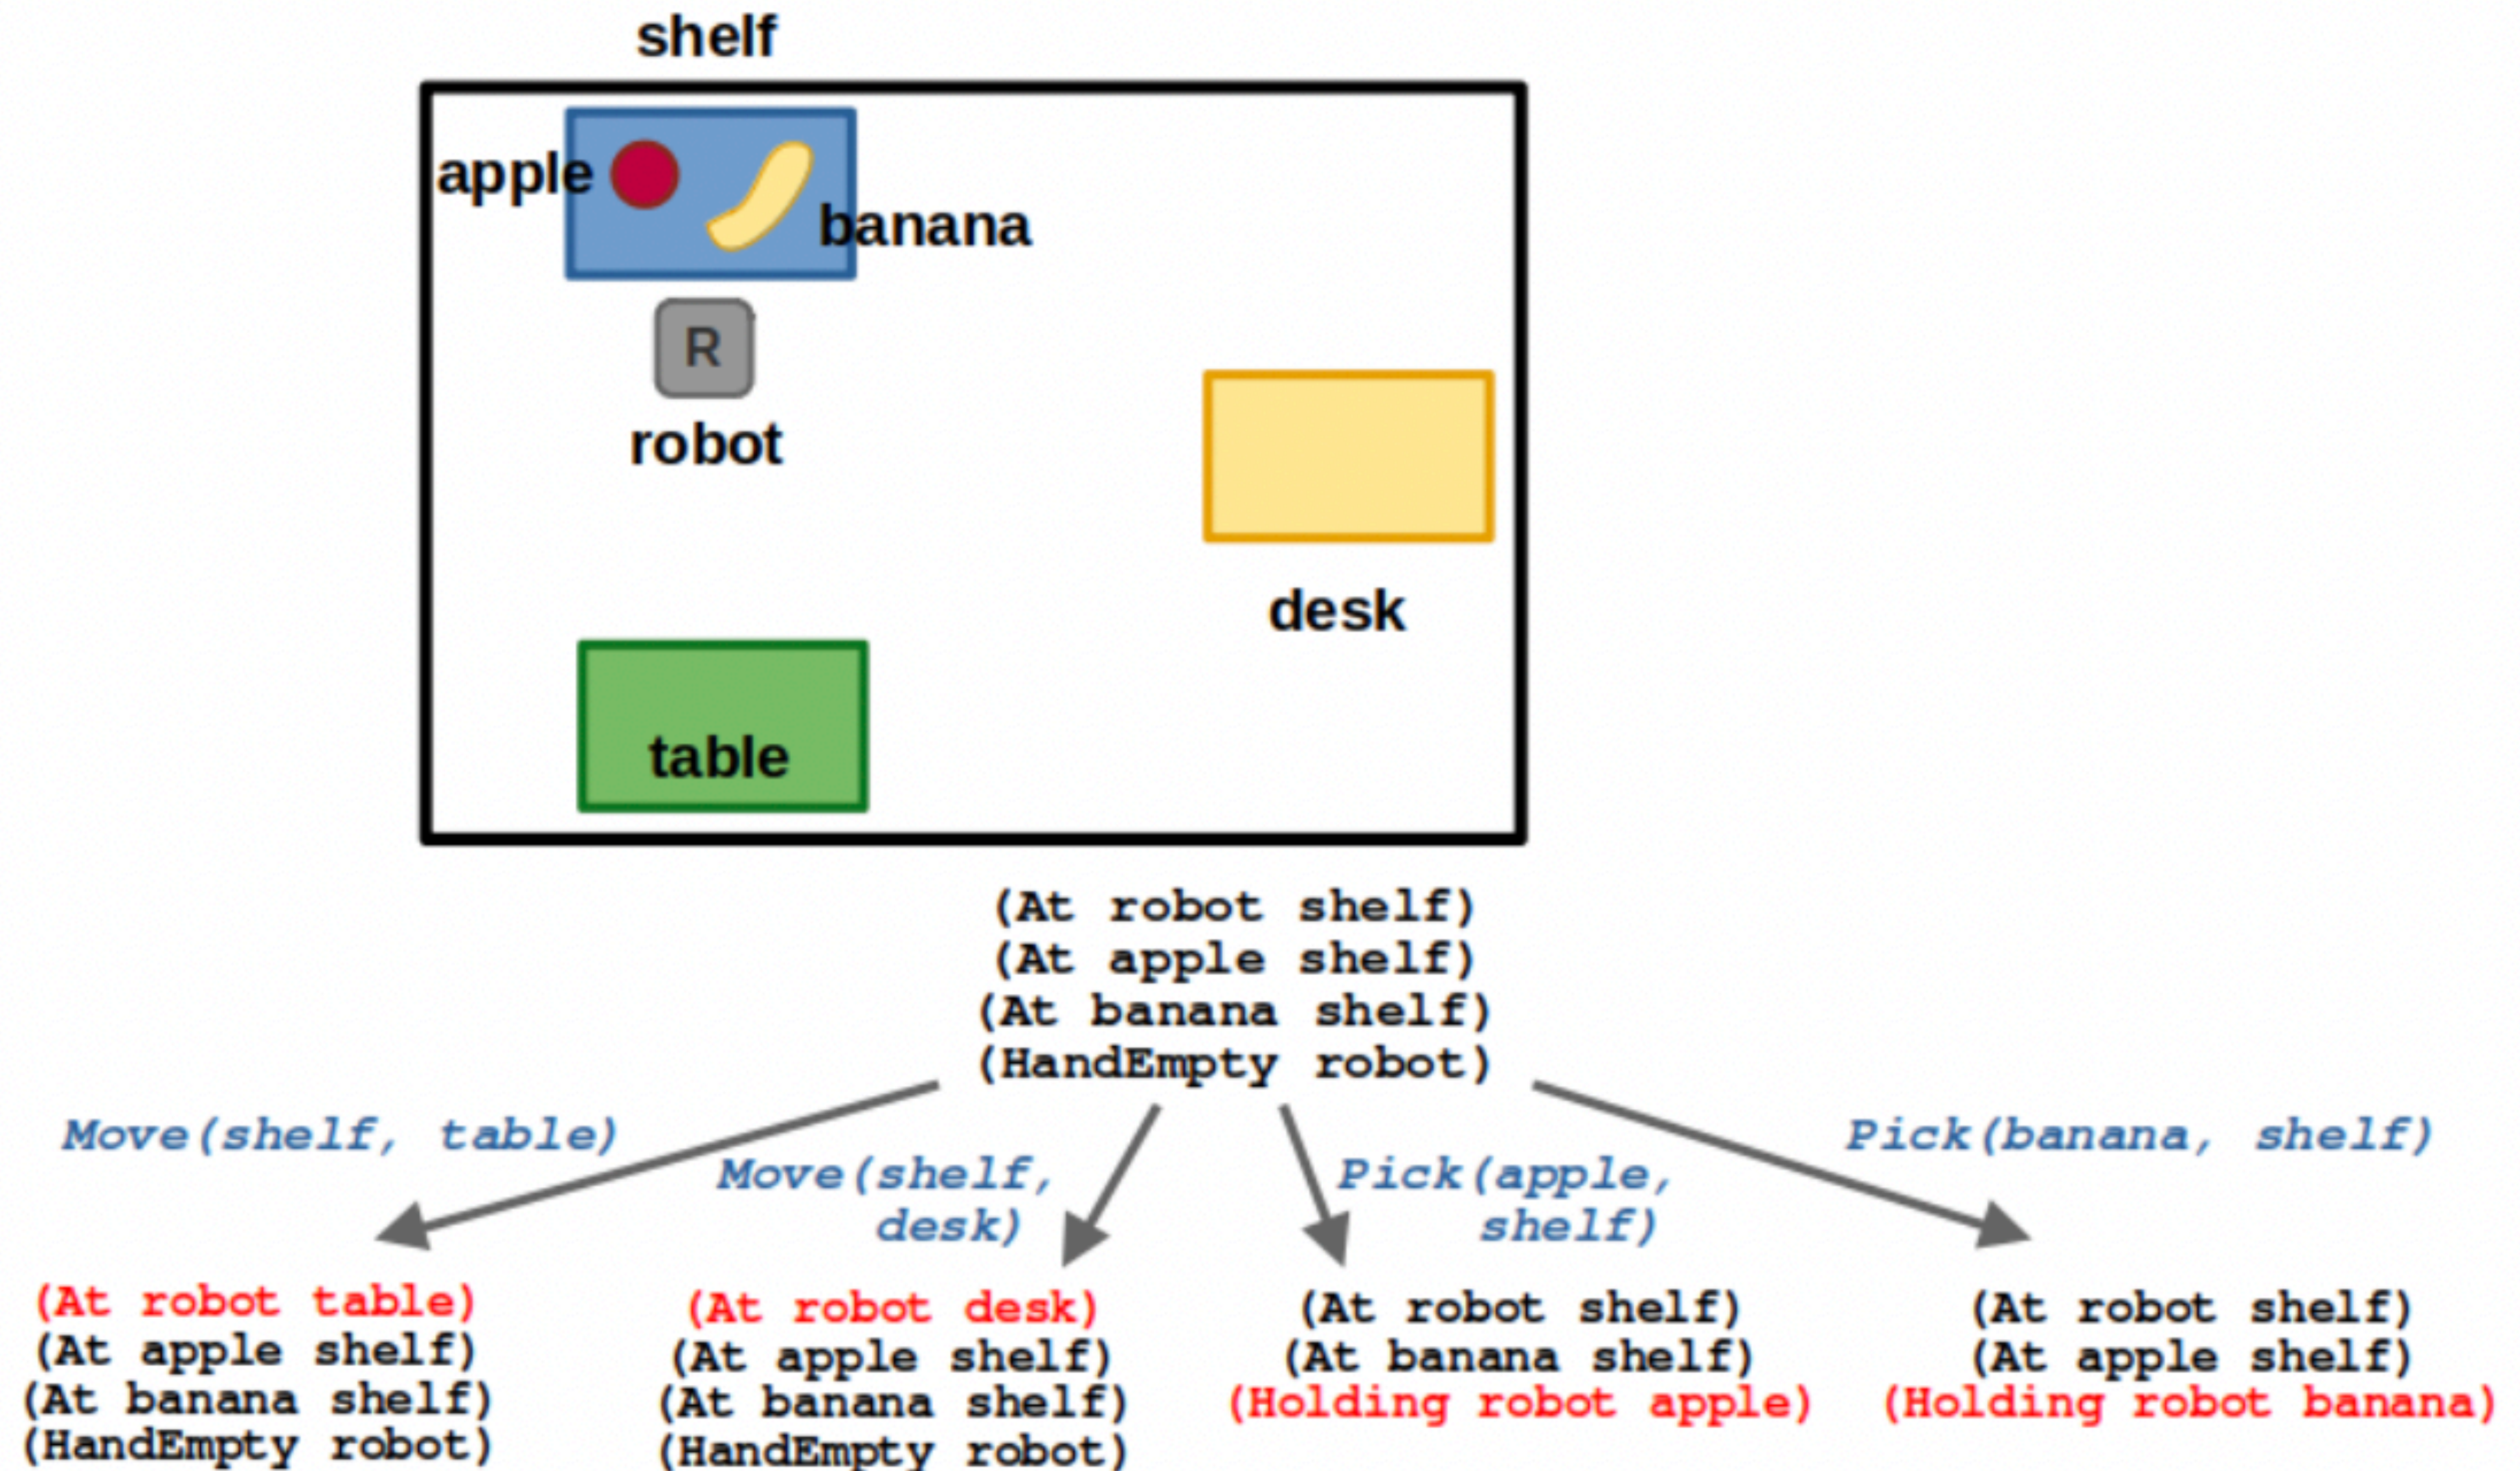 shelf
apple
banana
R
robot
desk
table
(At robot shelf)
(At apple shelf)
(At banana shelf)
(HandEmpty robot)
Move(shelf, table)
Move(shelf,
desk)
Pick(apple,
shelf)
Pick(banana, shelf)
(At robot table)
(At apple shelf)
(At banana shelf)
(HandEmpty robot)
(At robot desk)
(At apple shelf)
(At banana shelf)
(HandEmpty robot)
(At robot shelf)
(At banana shelf)
(Holding robot apple)
(At robot shelf)
(At apple shelf)
(Holding robot banana)